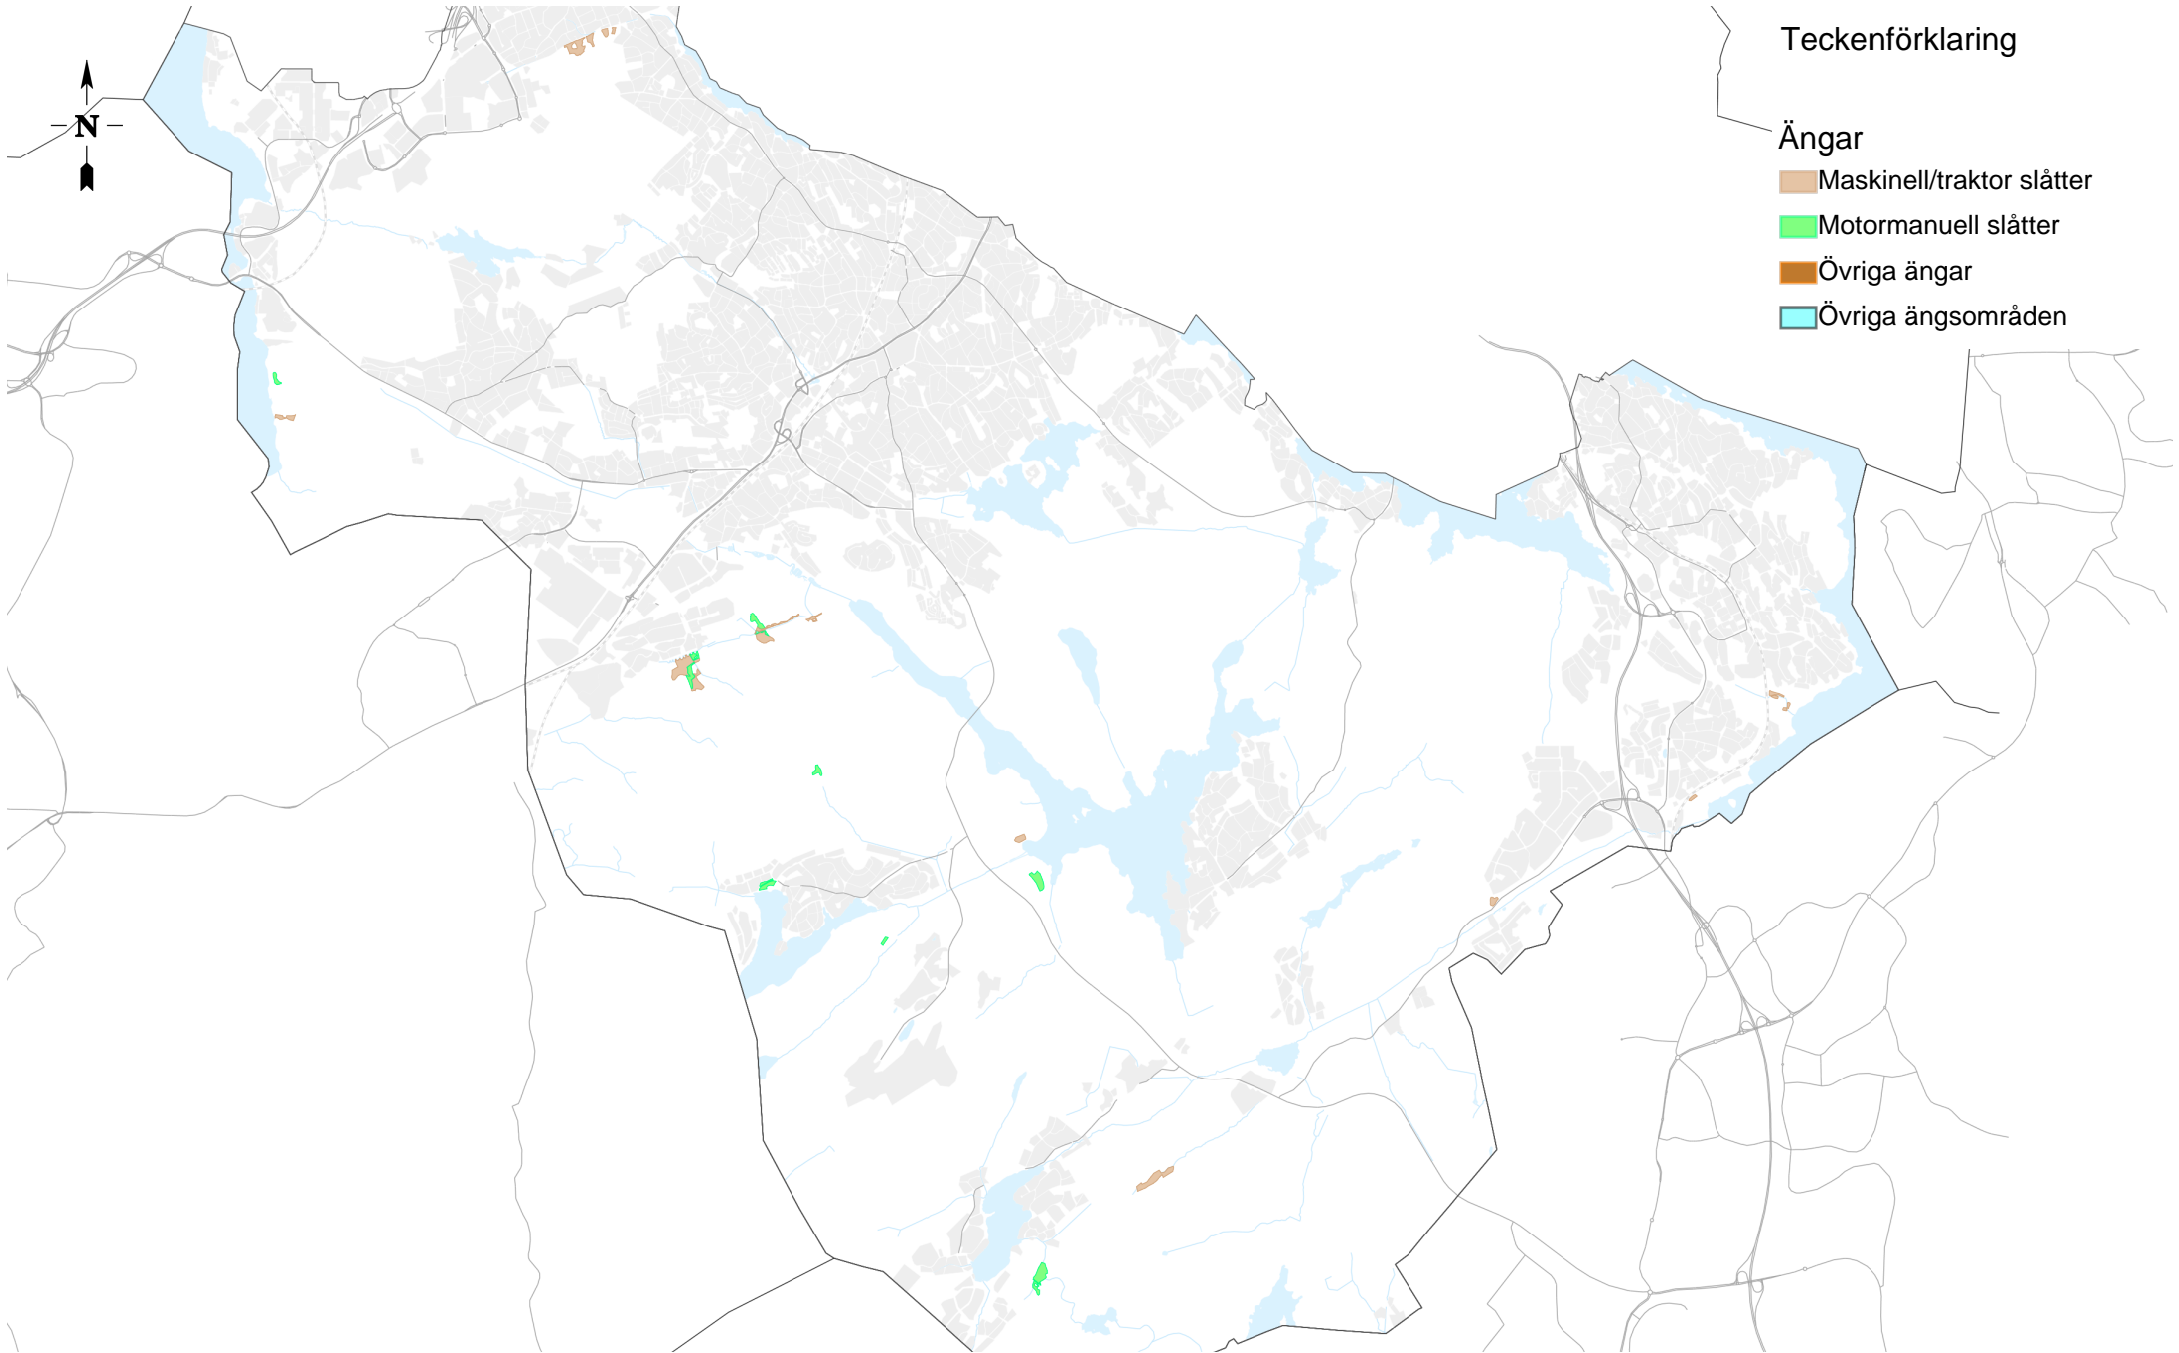 Teckenförklaring
N
Ängar
Maskinell/traktor slåtter
Motormanuell slåtter
Övriga ängar
Övriga ängsområden